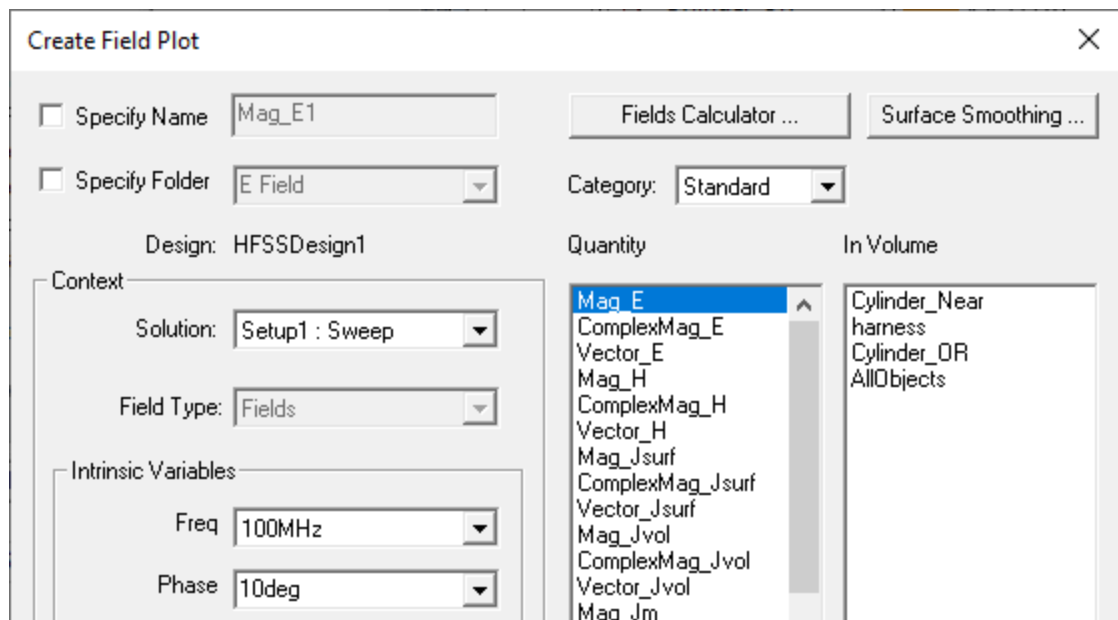 Create Field Plot
Specify Name Mag_E1 Fields Calculator ... Surface Smoothing ...
Specify Folder E Field Category: Standard
Design: HFSSDesign1 Quantity In Volume
Context
Solution: Setup1 : Sweep
Field Type: Fields
Intrinsic Variables
Freq 100MHz
Phase 10deg
Mag_E
ComplexMag_E
Vector_E
Mag_H
ComplexMag_H
Vector_H
Mag_Jsurf
ComplexMag_Jsurf
Vector_Jsurf
Mag_Jvol
ComplexMag_Jvol
Vector_Jvol
Mag_Jm
Cylinder_Near
harness
Cylinder_OR
AllObjects